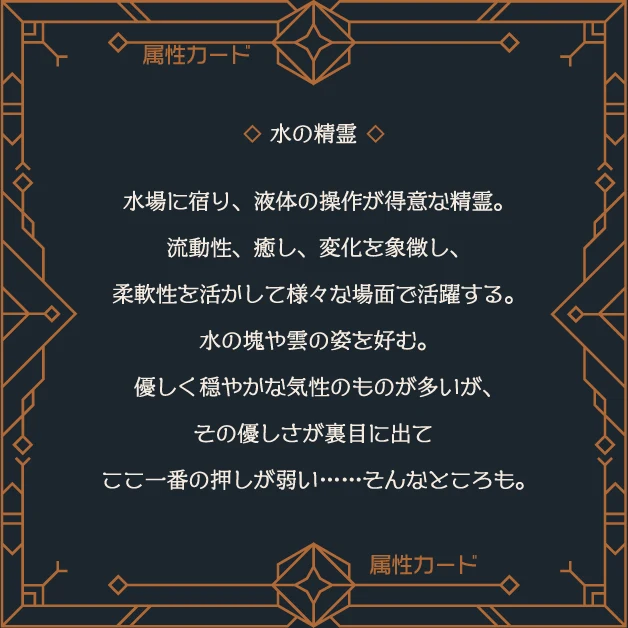 属性カード
◇ 水の精霊 ◇
水場に宿り、液体の操作が得意な精霊。
流動性、癒し、変化を象徴し、
柔軟性を活かして様々な場面で活躍する。
水の塊や雲の姿を好む。
優しく穏やかな気性のものが多いが、
その優しさが裏目に出て
ここ一番の押しが弱い……そんなところも。
属性カード